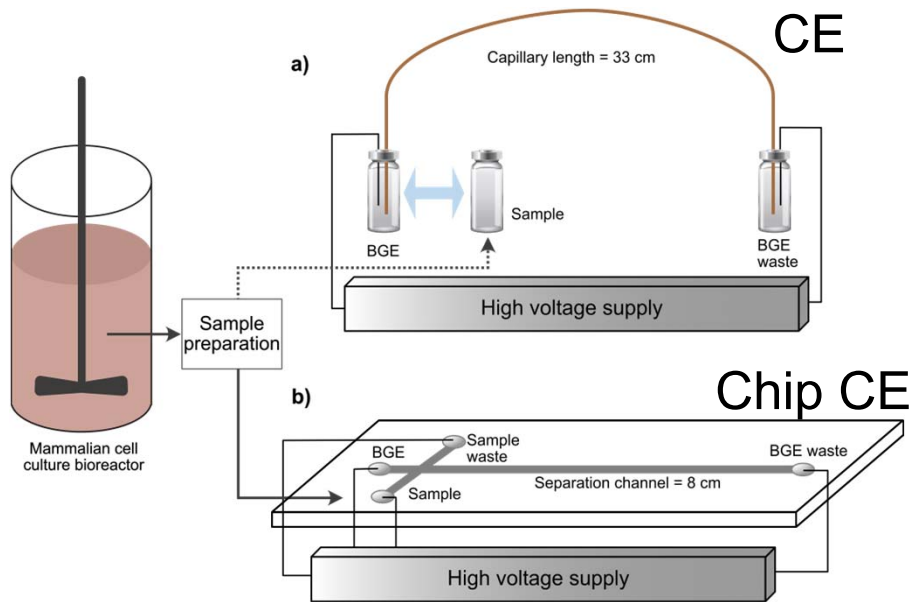 CE
a)
Capillary length = 33 cm
Sample
BGE
BGE
waste
High voltage supply
Sample
preparation
Mammalian cell
culture bioreactor
Chip CE
b)
BGE
Sample
waste
BGE waste
Sample
Separation channel = 8 cm
High voltage supply